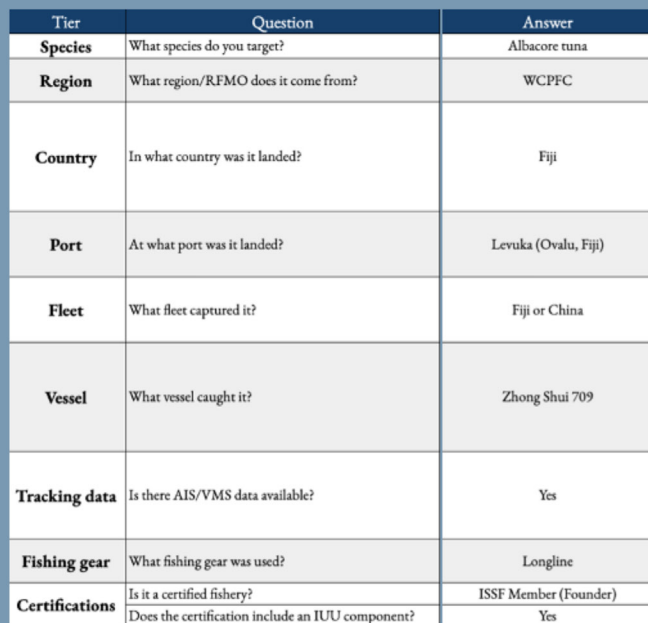 Tier Question Answer
Species What species do you target? Albacore tuna
Region What region/RFMO does it come from? WCPFC
Country In what country was it landed? Fiji
Port At what port was it landed? Levuka (Ovalu, Fiji)
Fleet What fleet captured it? Fiji or China
Vessel What vessel caught it? Zhong Shui 709
Tracking data Is there AIS/VMS data available? Yes
Fishing gear What fishing gear was used? Longline
Certifications Is it a certified fishery? ISSF Member (Founder)
Does the certification include an IUU component? Yes